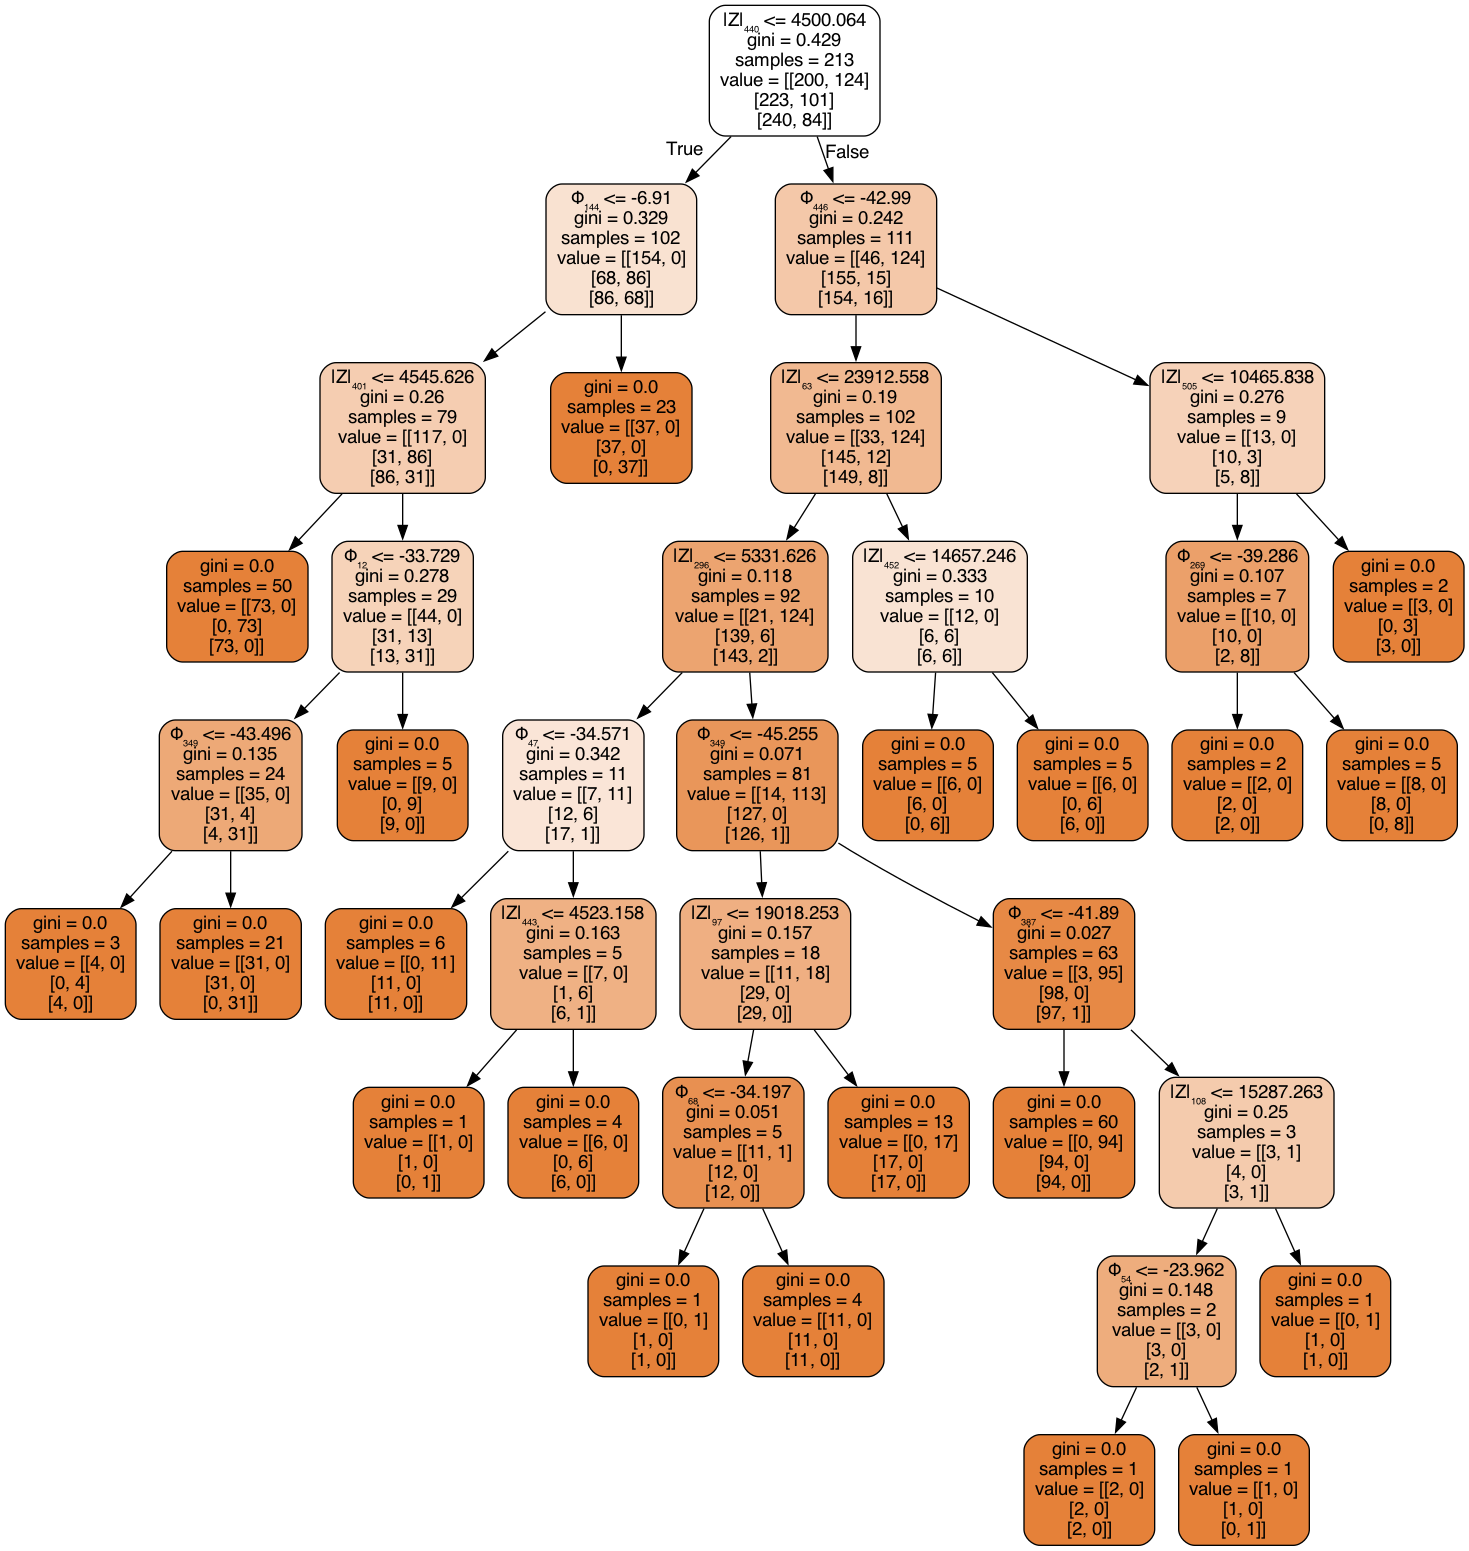 |Z|₄₄₀ <= 4500.064
gini = 0.429
samples = 213
value = [[200, 124]
[223, 101]
[240, 84]]
True
False
Φ₁₄₄ <= -6.91
gini = 0.329
samples = 102
value = [[154, 0]
[68, 86]
[86, 68]]
Φ₄₄₆ <= -42.99
gini = 0.242
samples = 111
value = [[46, 124]
[155, 15]
[154, 16]]
|Z|₄₀₁ <= 4545.626
gini = 0.26
samples = 79
value = [[117, 0]
[31, 86]
[86, 31]]
gini = 0.0
samples = 23
value = [[37, 0]
[37, 0]
[0, 37]]
|Z|₆₃ <= 23912.558
gini = 0.19
samples = 102
value = [[33, 124]
[145, 12]
[149, 8]]
|Z|₅₀₅ <= 10465.838
gini = 0.276
samples = 9
value = [[13, 0]
[10, 3]
[5, 8]]
gini = 0.0
samples = 50
value = [[73, 0]
[0, 73]
[73, 0]]
Φ₁₂ <= -33.729
gini = 0.278
samples = 29
value = [[44, 0]
[31, 13]
[13, 31]]
|Z|₂₉₆ <= 5331.626
gini = 0.118
samples = 92
value = [[21, 124]
[139, 6]
[143, 2]]
|Z|₄₅₂ <= 14657.246
gini = 0.333
samples = 10
value = [[12, 0]
[6, 6]
[6, 6]]
Φ₂₆₉ <= -39.286
gini = 0.107
samples = 7
value = [[10, 0]
[10, 0]
[2, 8]]
gini = 0.0
samples = 2
value = [[3, 0]
[0, 3]
[3, 0]]
Φ₃₄₉ <= -43.496
gini = 0.135
samples = 24
value = [[35, 0]
[31, 4]
[4, 31]]
gini = 0.0
samples = 5
value = [[9, 0]
[0, 9]
[9, 0]]
Φ₄₇ <= -34.571
gini = 0.342
samples = 11
value = [[7, 11]
[12, 6]
[17, 1]]
Φ₃₄₉ <= -45.255
gini = 0.071
samples = 81
value = [[14, 113]
[127, 0]
[126, 1]]
gini = 0.0
samples = 5
value = [[6, 0]
[6, 0]
[0, 6]]
gini = 0.0
samples = 5
value = [[6, 0]
[0, 6]
[6, 0]]
gini = 0.0
samples = 2
value = [[2, 0]
[2, 0]
[2, 0]]
gini = 0.0
samples = 5
value = [[8, 0]
[8, 0]
[0, 8]]
gini = 0.0
samples = 3
value = [[4, 0]
[0, 4]
[4, 0]]
gini = 0.0
samples = 21
value = [[31, 0]
[31, 0]
[0, 31]]
gini = 0.0
samples = 6
value = [[0, 11]
[11, 0]
[11, 0]]
|Z|₄₄₃ <= 4523.158
gini = 0.163
samples = 5
value = [[7, 0]
[1, 6]
[6, 1]]
|Z|₉₇ <= 19018.253
gini = 0.157
samples = 18
value = [[11, 18]
[29, 0]
[29, 0]]
Φ₃₈₇ <= -41.89
gini = 0.027
samples = 63
value = [[3, 95]
[98, 0]
[97, 1]]
gini = 0.0
samples = 1
value = [[1, 0]
[1, 0]
[0, 1]]
gini = 0.0
samples = 4
value = [[6, 0]
[0, 6]
[6, 0]]
Φ₆₈ <= -34.197
gini = 0.051
samples = 5
value = [[11, 1]
[12, 0]
[12, 0]]
gini = 0.0
samples = 13
value = [[0, 17]
[17, 0]
[17, 0]]
gini = 0.0
samples = 60
value = [[0, 94]
[94, 0]
[94, 0]]
|Z|₁₀₈ <= 15287.263
gini = 0.25
samples = 3
value = [[3, 1]
[4, 0]
[3, 1]]
gini = 0.0
samples = 1
value = [[0, 1]
[1, 0]
[1, 0]]
gini = 0.0
samples = 4
value = [[11, 0]
[11, 0]
[11, 0]]
Φ₅₄ <= -23.962
gini = 0.148
samples = 2
value = [[3, 0]
[3, 0]
[2, 1]]
gini = 0.0
samples = 1
value = [[0, 1]
[1, 0]
[1, 0]]
gini = 0.0
samples = 1
value = [[2, 0]
[2, 0]
[2, 0]]
gini = 0.0
samples = 1
value = [[1, 0]
[1, 0]
[0, 1]]